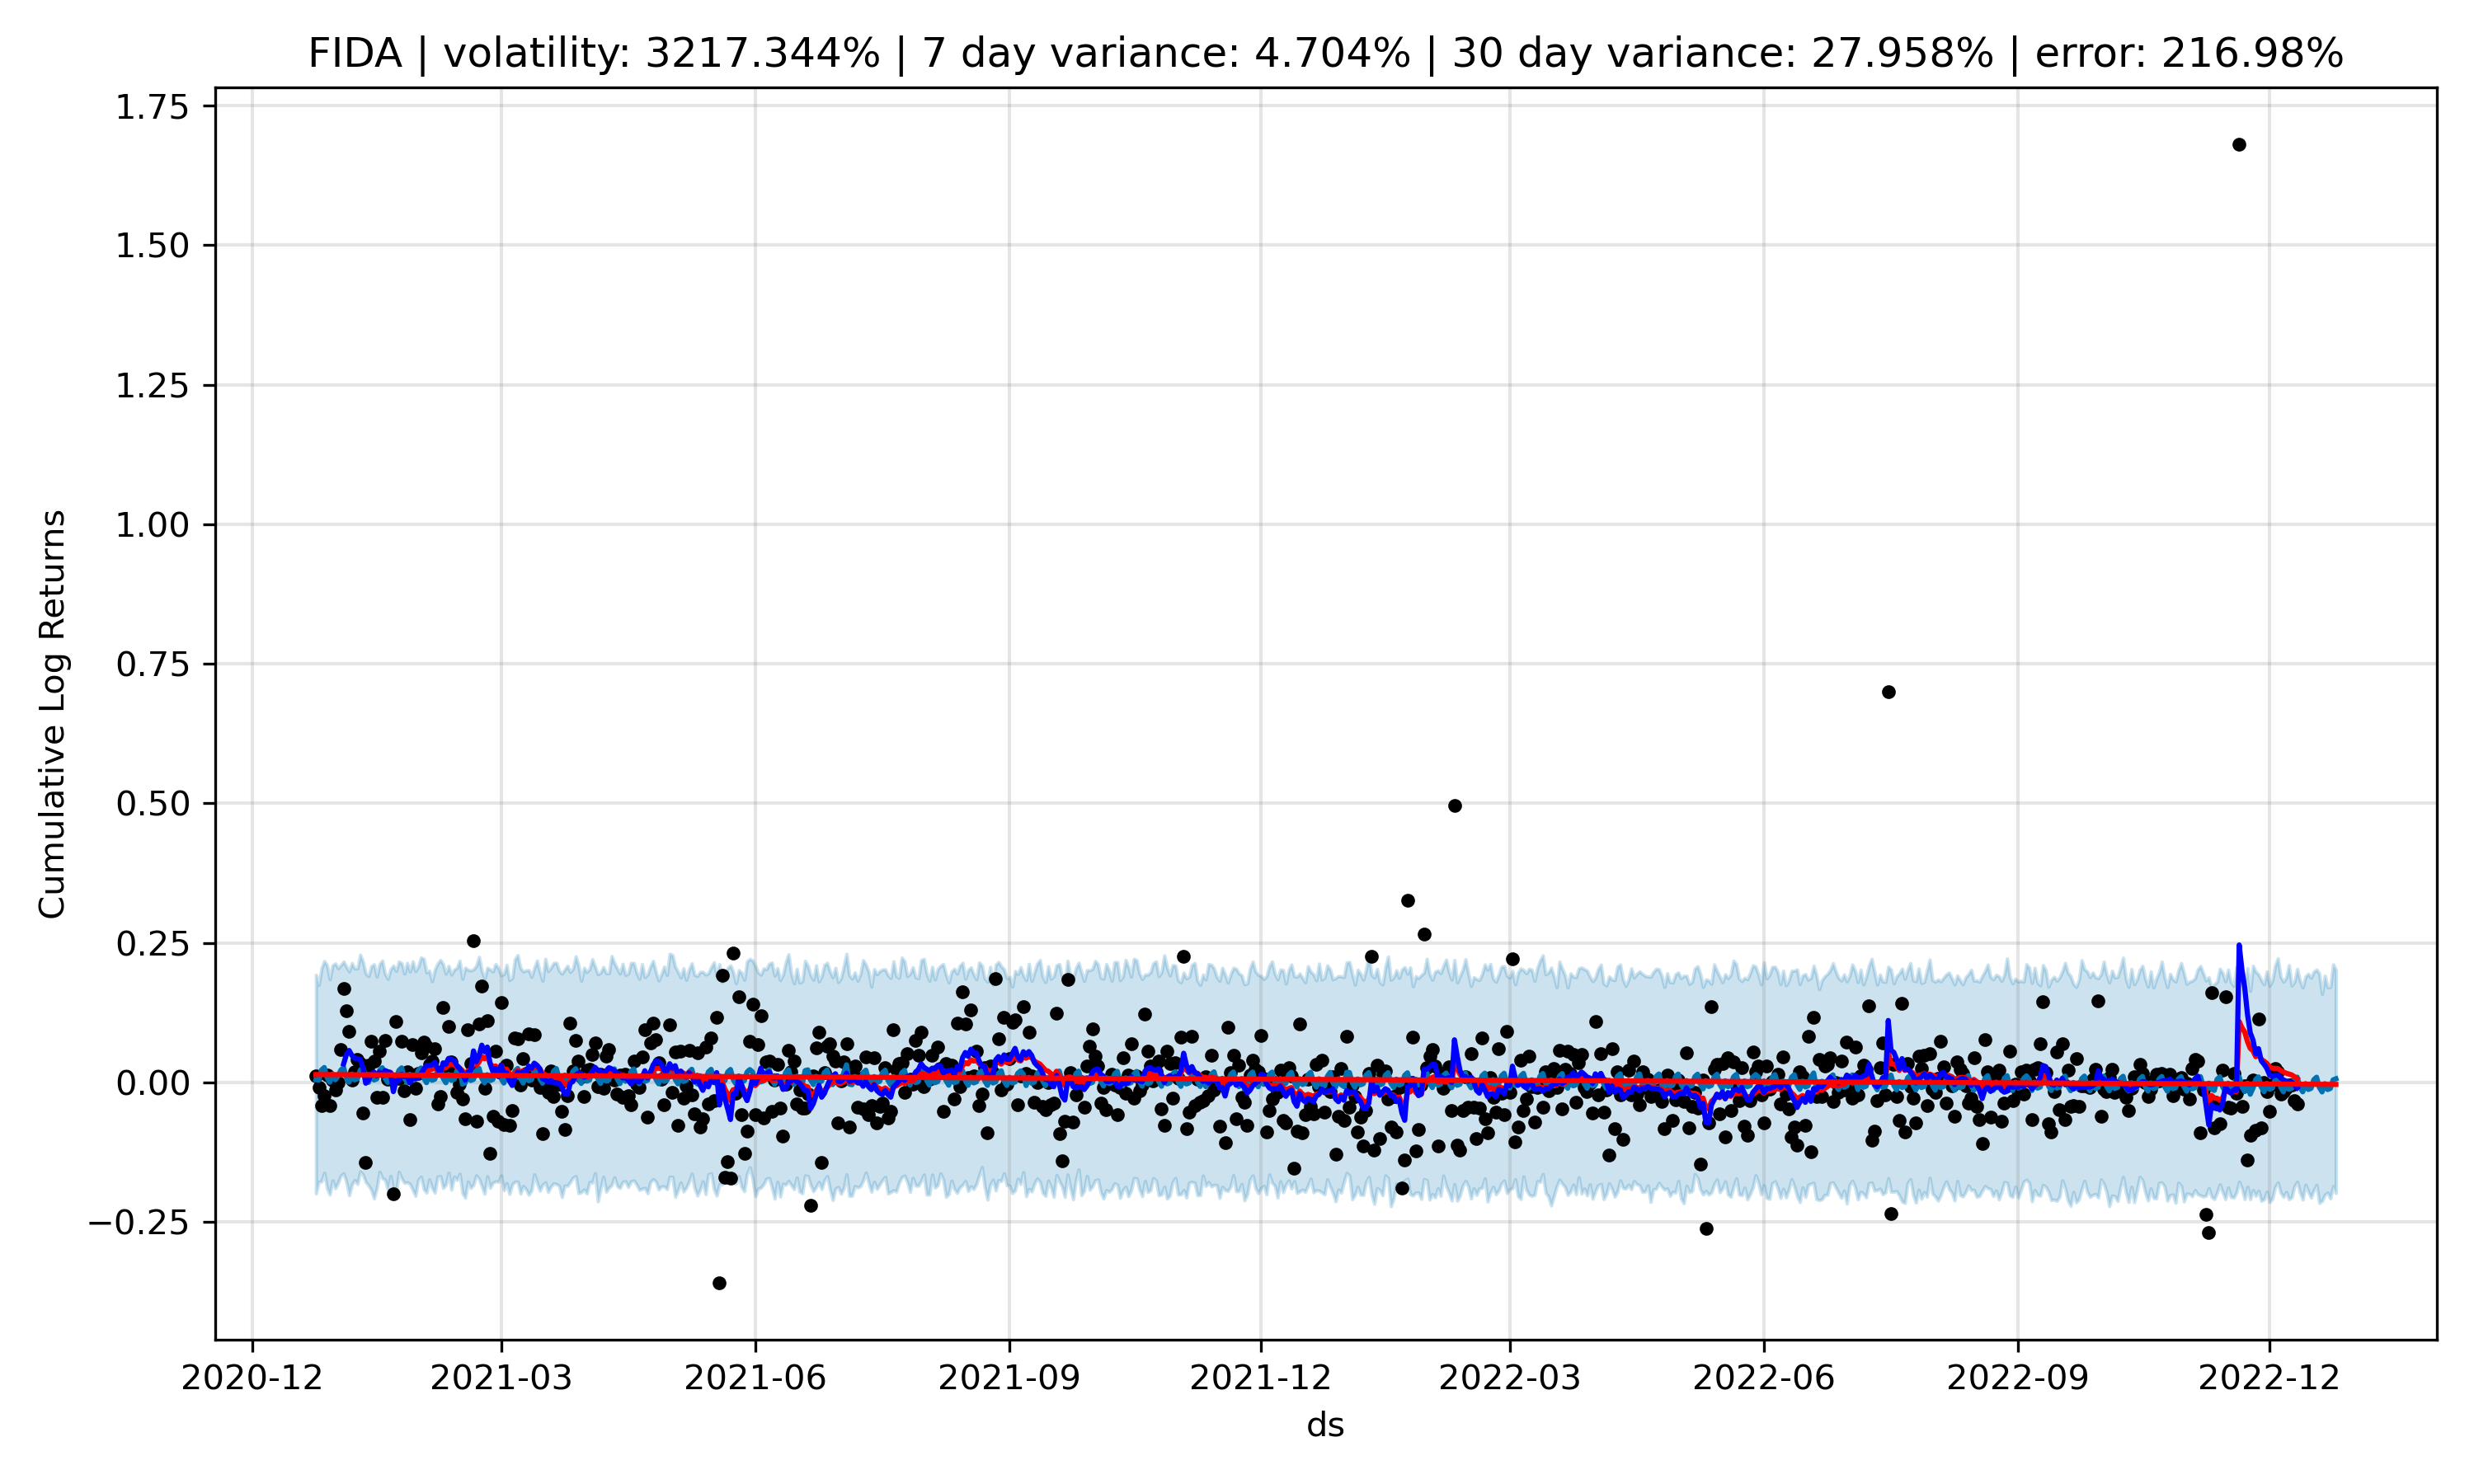 FIDA | volatility: 3217.344% | 7 day variance: 4.704% | 30 day variance: 27.958% | error: 216.98%
1.75
1.50
1.25
1.00
0.75
0.50
0.25
0.00
−0.25
Cumulative Log Returns
2020-12 2021-03 2021-06 2021-09 2021-12 2022-03 2022-06 2022-09 2022-12
ds